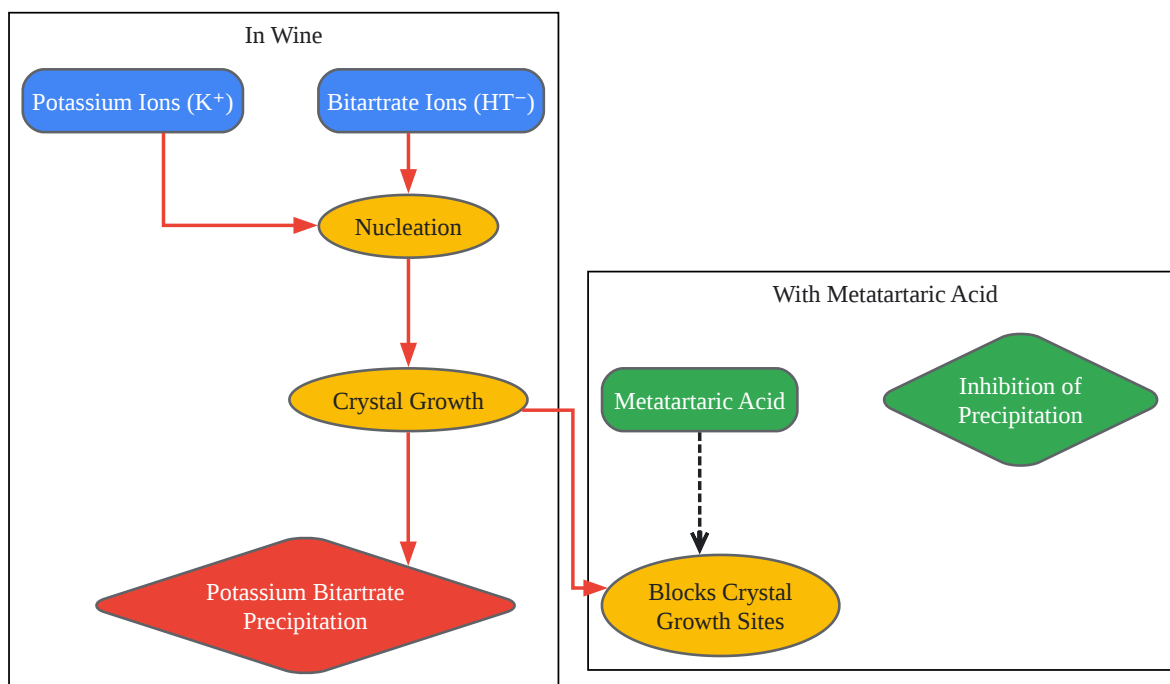 In Wine
Potassium Ions (K⁺)
Bitartrate Ions (HT⁻)
Nucleation
Crystal Growth
Potassium Bitartrate
Precipitation
With Metatartaric Acid
Metatartaric Acid
Inhibition of
Precipitation
Blocks Crystal
Growth Sites